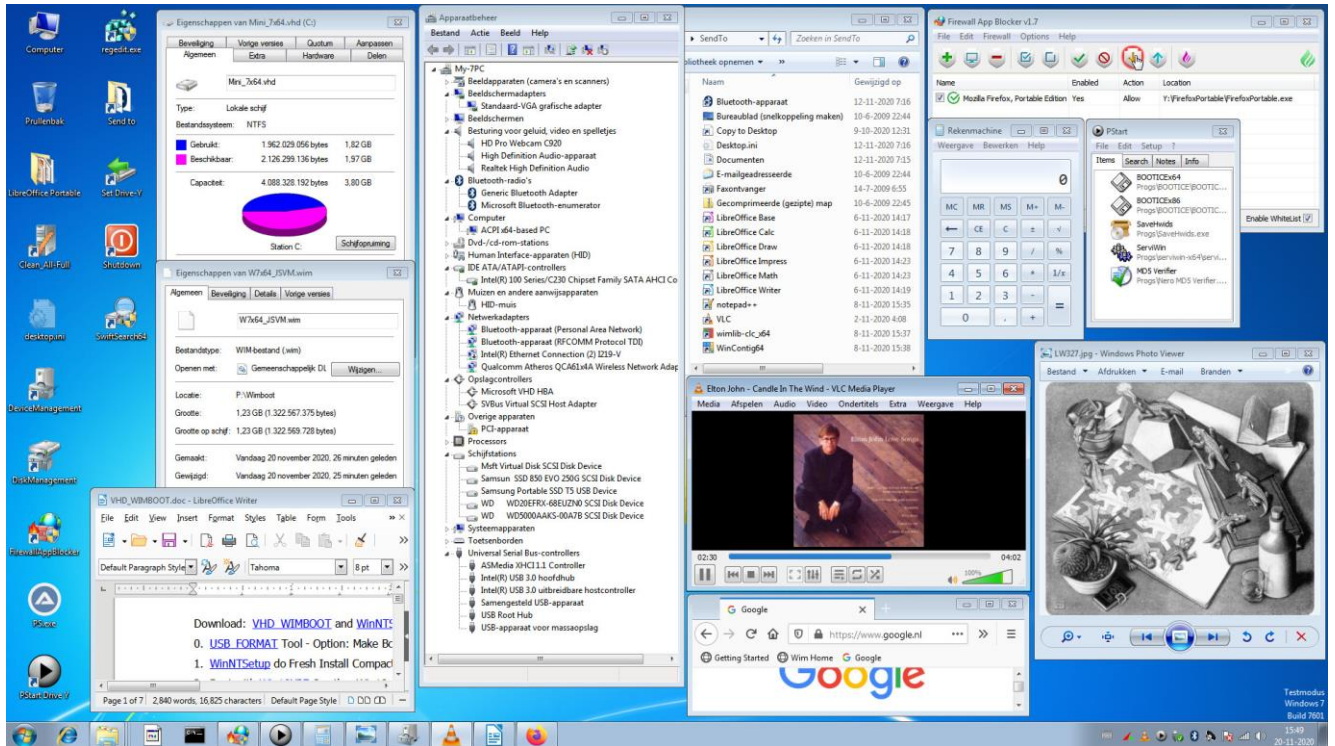 Computer
regedit.exe
Prullenbak
Send to
LibreOffice Portable
Set Drive-Y
Clean_All-Full
Shutdown
desktop.ini
SwiftSearch64
DeviceManagement
DiskManagement
FirewallAppBlocker
PS.exe
PStart Drive-Y
Eigenschappen van Mini_7x64.vhd (C:)
Beveiliging Vorige versies Quotum Aanpassen
Algemeen Extra Hardware Delen
Mini_7x64.vhd
Type: Lokale schijf
Bestandssysteem: NTFS
Gebruikt: 1.962.029.056 bytes 1,82 GB
Beschikbaar: 2.126.299.136 bytes 1,97 GB
Capaciteit: 4.088.328.192 bytes 3,80 GB
Station C: Schijfopruiming
Eigenschappen van W7x64_JSVM.wim
Algemeen Beveiliging Details Vorige versies
W7x64_JSVM.wim
Bestandstype: WIM-bestand (.wim)
Openen met: Gemeenschappelijk DL Wijzigen...
Locatie: P:\Wimboot
Grootte: 1,23 GB (1.322.567.375 bytes)
Grootte op schijf: 1,23 GB (1.322.569.728 bytes)
Gemaakt: Vandaag 20 november 2020, 26 minuten geleden
Gewijzigd: Vandaag 20 november 2020, 25 minuten geleden
VHD_WIMBOOT.doc - LibreOffice Writer
File Edit View Insert Format Styles Table Form Tools » ×
Default Paragraph Style Tahoma 8 pt »
Download: VHD_WIMBOOT and WinNTS
0. USB_FORMAT Tool - Option: Make Bo
1. WinNTSetup do Fresh Install Compac
Page 1 of 7 2,840 words, 16,825 characters Default Page Style
Apparaatbeheer
Bestand Actie Beeld Help
My-7PC
Beeldapparaten (camera's en scanners)
Beeldschermadapters
Standaard-VGA grafische adapter
Beeldschermen
Besturing voor geluid, video en spelletjes
HD Pro Webcam C920
High Definition Audio-apparaat
Realtek High Definition Audio
Bluetooth-radio's
Generic Bluetooth Adapter
Microsoft Bluetooth-enumerator
Computer
ACPI x64-based PC
Dvd-/cd-rom-stations
Human Interface-apparaten (HID)
IDE ATA/ATAPI-controllers
Intel(R) 100 Series/C230 Chipset Family SATA AHCI Co
Muizen en andere aanwijsapparaten
HID-muis
Netwerkadapters
Bluetooth-apparaat (Personal Area Network)
Bluetooth-apparaat (RFCOMM Protocol TDI)
Intel(R) Ethernet Connection (2) I219-V
Qualcomm Atheros QCA61x4A Wireless Network Adap
Opslagcontrollers
Microsoft VHD HBA
SVBus Virtual SCSI Host Adapter
Overige apparaten
PCI-apparaat
Processors
Schijfstations
Msft Virtual Disk SCSI Disk Device
Samsun SSD 850 EVO 250G SCSI Disk Device
Samsung Portable SSD T5 USB Device
WD WD20EFRX-68EUZN0 SCSI Disk Device
WD WD5000AAKS-00A7B SCSI Disk Device
Systeemapparaten
Toetsenborden
Universal Serial Bus-controllers
ASMedia XHCI1.1 Controller
Intel(R) USB 3.0 hoofdhub
Intel(R) USB 3.0 uitbreidbare hostcontroller
Samengesteld USB-apparaat
USB Root Hub
USB-apparaat voor massaopslag
SendTo Zoeken in SendTo
bliotheek opnemen »
Naam Gewijzigd op
Bluetooth-apparaat 12-11-2020 7:16
Bureaublad (snelkoppeling maken) 10-6-2009 22:44
Copy to Desktop 9-10-2020 12:31
Desktop.ini 12-11-2020 7:16
Documenten 12-11-2020 7:15
E-mailgeadresseerde 10-6-2009 22:44
Faxontvanger 14-7-2009 6:55
Gecomprimeerde (gezipte) map 10-6-2009 22:45
LibreOffice Base 6-11-2020 14:17
LibreOffice Calc 6-11-2020 14:18
LibreOffice Draw 6-11-2020 14:18
LibreOffice Impress 6-11-2020 14:23
LibreOffice Math 6-11-2020 14:23
LibreOffice Writer 6-11-2020 14:19
notepad++ 8-11-2020 15:35
VLC 2-11-2020 4:08
wimlib-clc_x64 8-11-2020 15:37
WinContig64 8-11-2020 15:38
Elton John - Candle In The Wind - VLC Media Player
Media Afspelen Audio Video Ondertitels Extra Weergave Help
Elton John Love Songs
02:30 04:02
100%
Google
https://www.google.nl ... »
Getting Started Wim Home Google
Google
Firewall App Blocker v1.7
File Edit Firewall Options Help
Name Enabled Action Location
Mozilla Firefox, Portable Edition Yes Allow Y:\FirefoxPortable\FirefoxPortable.exe
Enable WhiteList
Rekenmachine
Weergave Bewerken Help
0
MC MR MS M+ M-
← CE C ± √
7 8 9 / %
4 5 6 * 1/x
1 2 3 - =
0 , +
PStart
File Edit Setup ?
Items Search Notes Info
BOOTICEx64
Progs\BOOTICE\BOOTIC...
BOOTICEx86
Progs\BOOTICE\BOOTIC...
SaveHwids
Progs\SaveHwids.exe
ServiWin
Progs\serviwin-x64\servi...
MD5 Verifier
Progs\Nero MD5 Verifier....
LW327.jpg - Windows Photo Viewer
Bestand Afdrukken E-mail Branden
Testmodus
Windows 7
Build 7601
15:49
20-11-2020